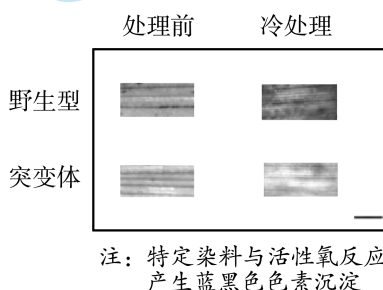 处理前 冷处理
野生型
突变体
注：特定染料与活性氧反应
产生蓝黑色色素沉淀